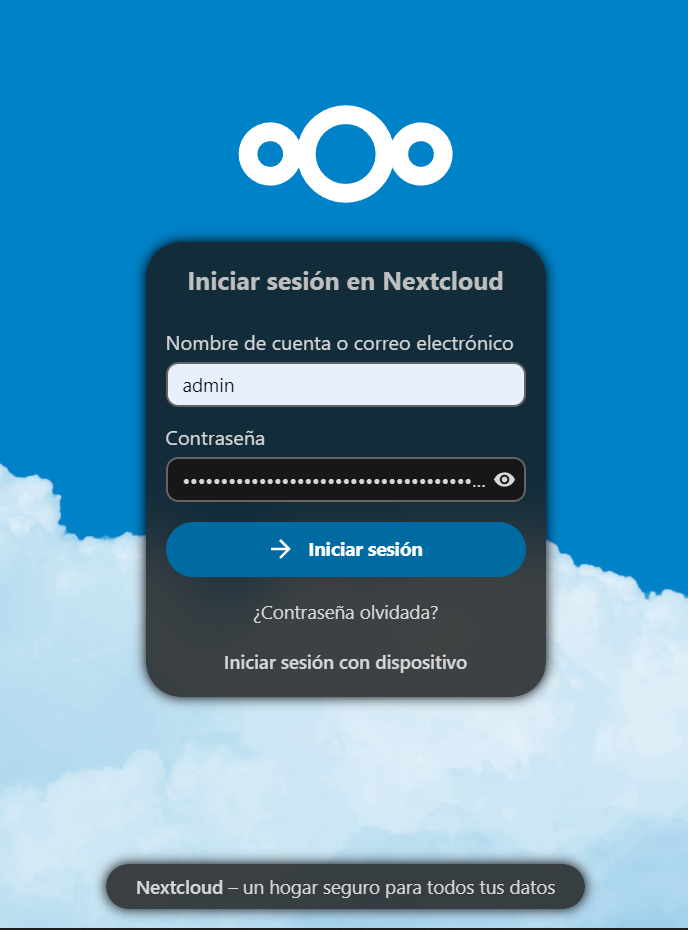 Iniciar sesión en Nextcloud
Nombre de cuenta o correo electrónico
admin
Contraseña
••••••••••••••••••••••••••••••••••••••...
Iniciar sesión
¿Contraseña olvidada?
Iniciar sesión con dispositivo
Nextcloud – un hogar seguro para todos tus datos